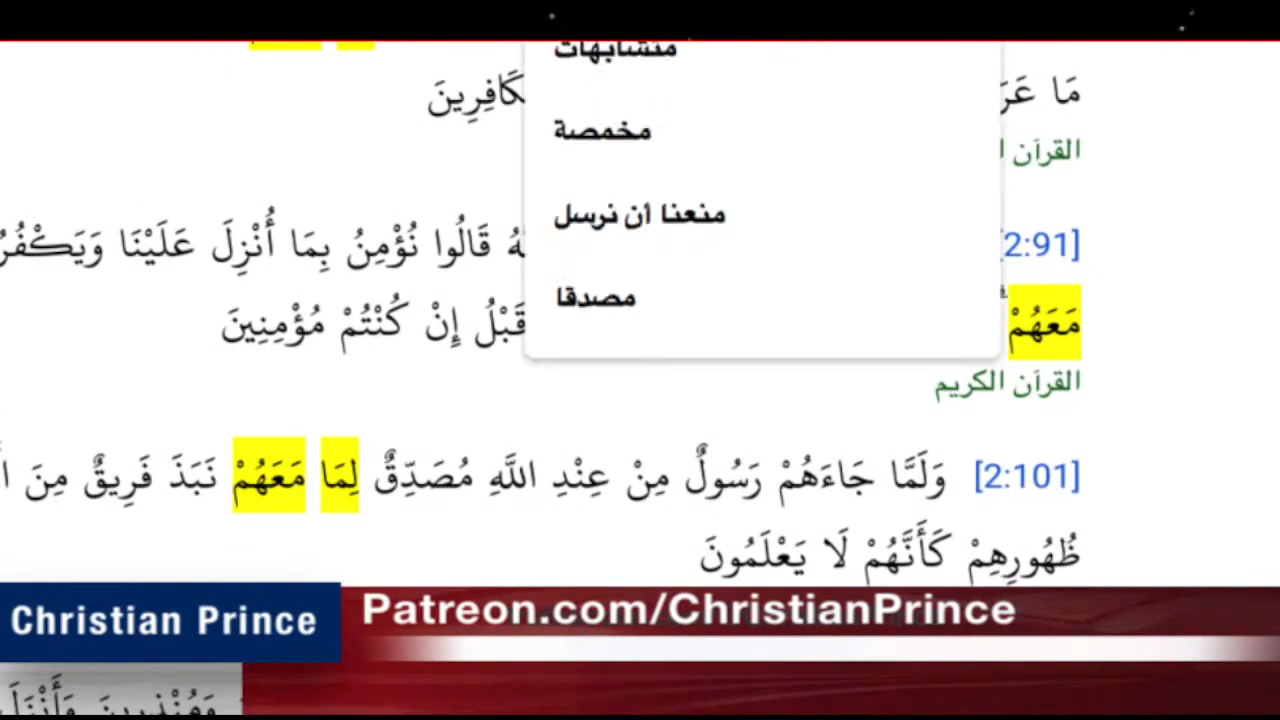 متشابهات
مخمصة
منعنا أن نرسل
مصدقا
مَا عَرَ
كَافِرِينَ
القرآن ا
[2:91]
هُ قَالُوا نُؤْمِنُ بِمَا أُنْزِلَ عَلَيْنَا وَيَكْفُرُ
مَعَهُمْ
قَبْلُ إِنْ كُنْتُمْ مُؤْمِنِينَ
القرآن الكريم
[2:101] وَلَمَّا جَاءَهُمْ رَسُولٌ مِنْ عِنْدِ اللَّهِ مُصَدِّقٌ لِمَا مَعَهُمْ نَبَذَ فَرِيقٌ مِنَ
ظُهُورِهِمْ كَأَنَّهُمْ لَا يَعْلَمُونَ
Christian Prince
Patreon.com/ChristianPrince